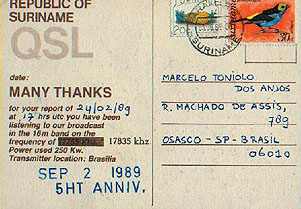 REPUBLIC OF
SURINAME
QSL
date:
MANY THANKS
for your report of 24/02/89
at 17 hrs utc you have been
listening to our broadcast
in the 16m band on the
frequency of 17835 khz
Power used 250 Kw.
Transmitter location: Brasilia
SEP 2 1989
5HT ANNIV.
SURINAME
MARCELO TONIOLO
DOS ANJOS
R. MACHADO DE ASSIS,
OSASCO - SP - BRASIL
06010